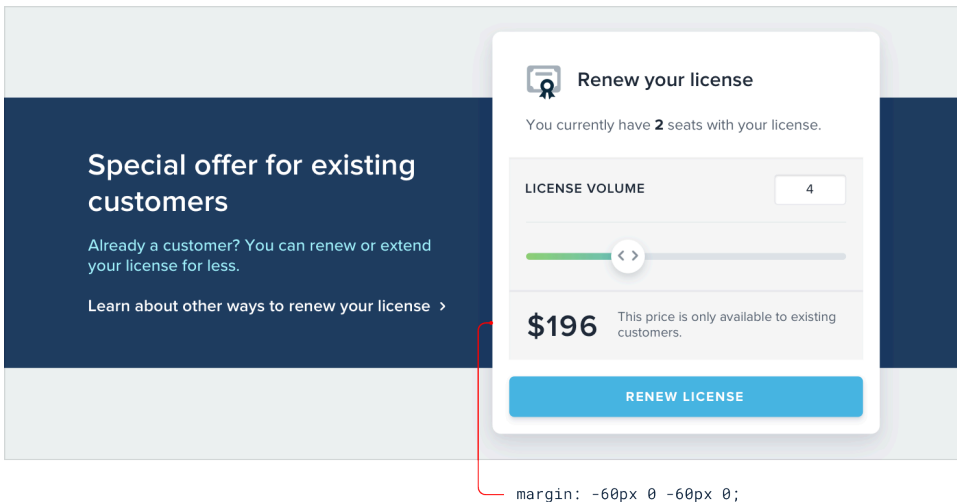 Special offer for existing
customers
Already a customer? You can renew or extend
your license for less.
Learn about other ways to renew your license >
Renew your license
You currently have 2 seats with your license.
LICENSE VOLUME
4
< >
$196
This price is only available to existing
customers.
RENEW LICENSE
margin: -60px 0 -60px 0;